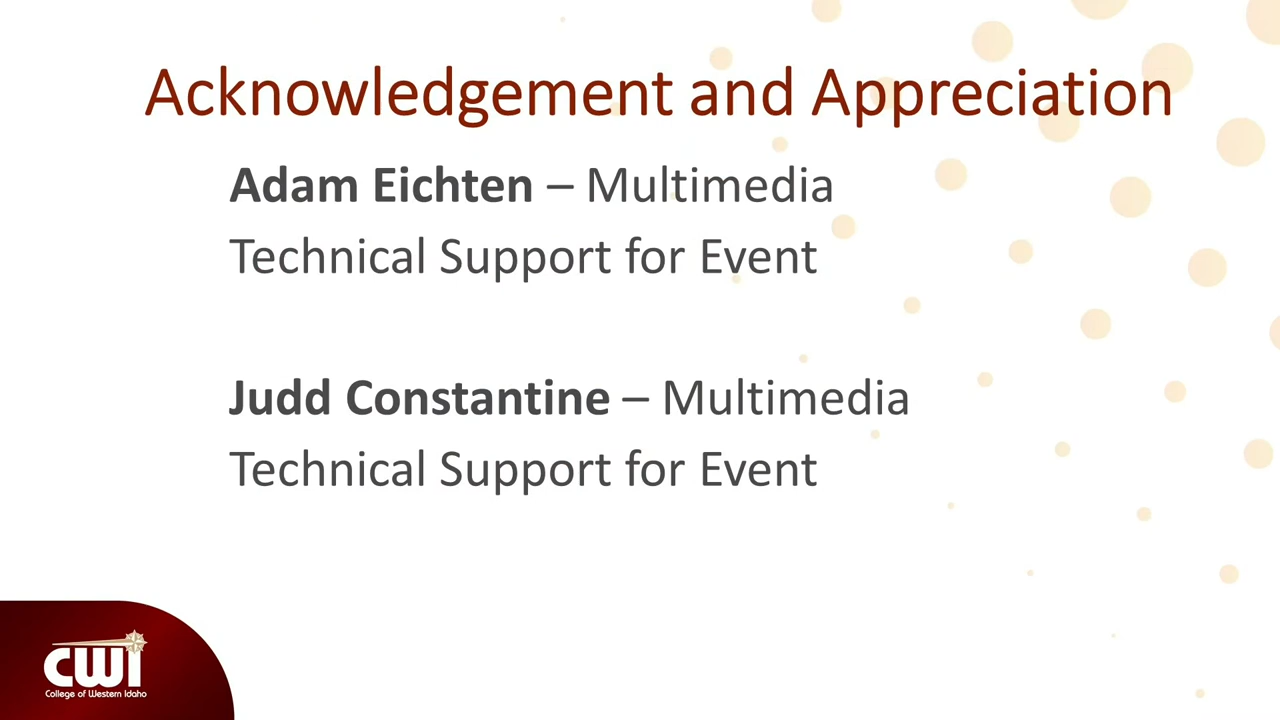 Acknowledgement and Appreciation
Adam Eichten – Multimedia
Technical Support for Event
Judd Constantine – Multimedia
Technical Support for Event
CWI
College of Western Idaho